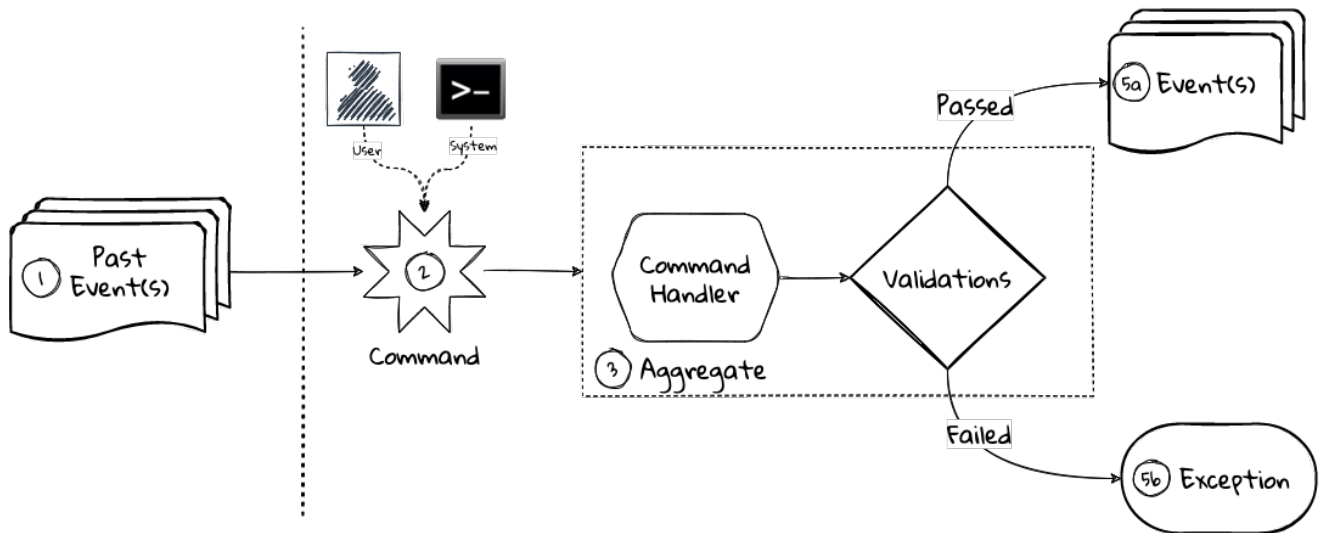 1
Past
Event(s)
User
System
>-
2
Command
Command
Handler
3 Aggregate
Validations
Passed
5a Event(s)
Failed
5b Exception